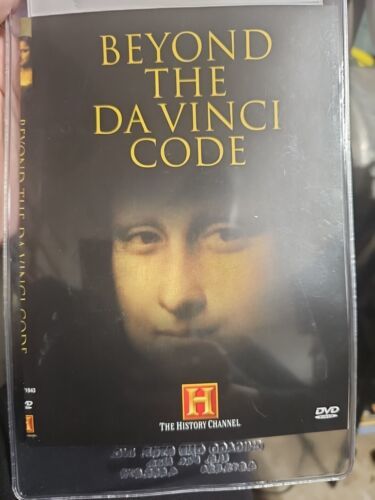 BEYOND
THE
DA VINCI
CODE
BEYOND THE DA VINCI CODE
H
THE HISTORY CHANNEL
DVD